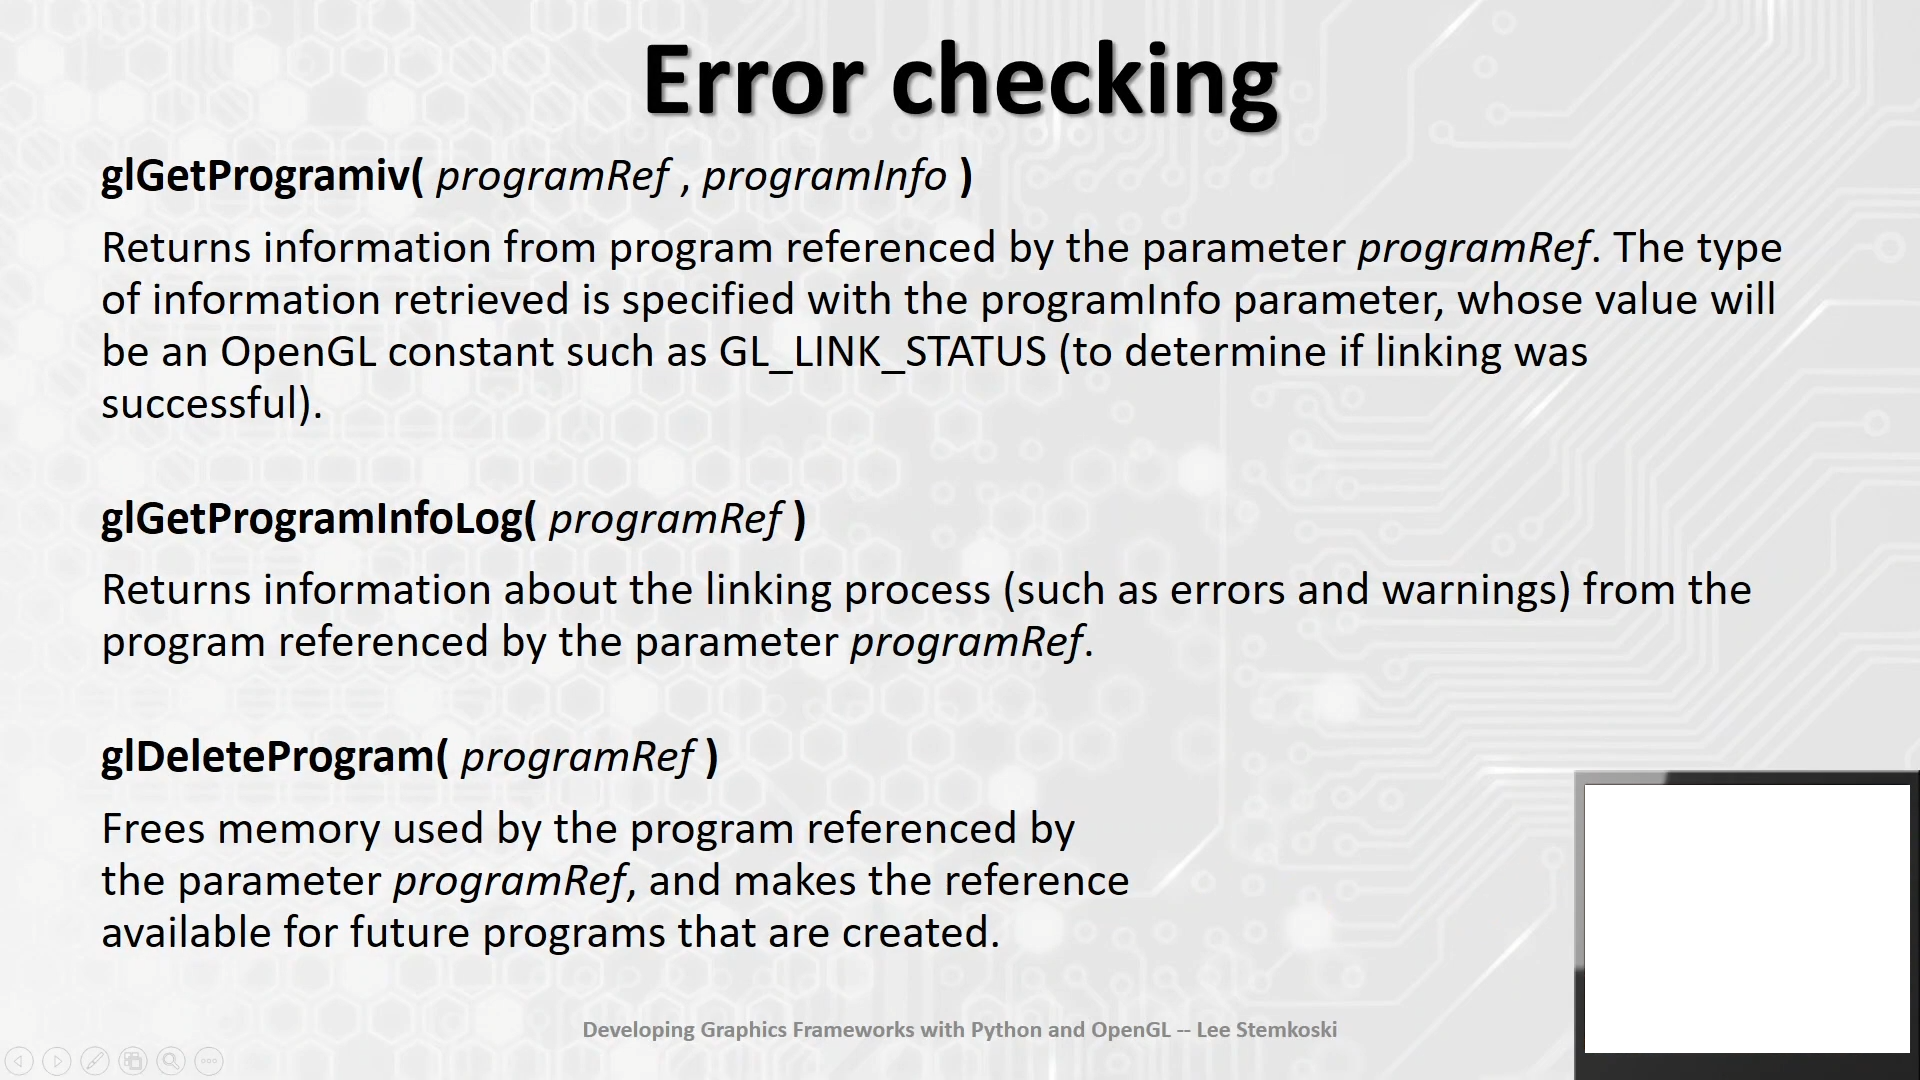 Error checking
glGetProgramiv( programRef , programInfo )
Returns information from program referenced by the parameter programRef. The type
of information retrieved is specified with the programInfo parameter, whose value will
be an OpenGL constant such as GL_LINK_STATUS (to determine if linking was
successful).
glGetProgramInfoLog( programRef )
Returns information about the linking process (such as errors and warnings) from the
program referenced by the parameter programRef.
glDeleteProgram( programRef )
Frees memory used by the program referenced by
the parameter programRef, and makes the reference
available for future programs that are created.
Developing Graphics Frameworks with Python and OpenGL -- Lee Stemkoski